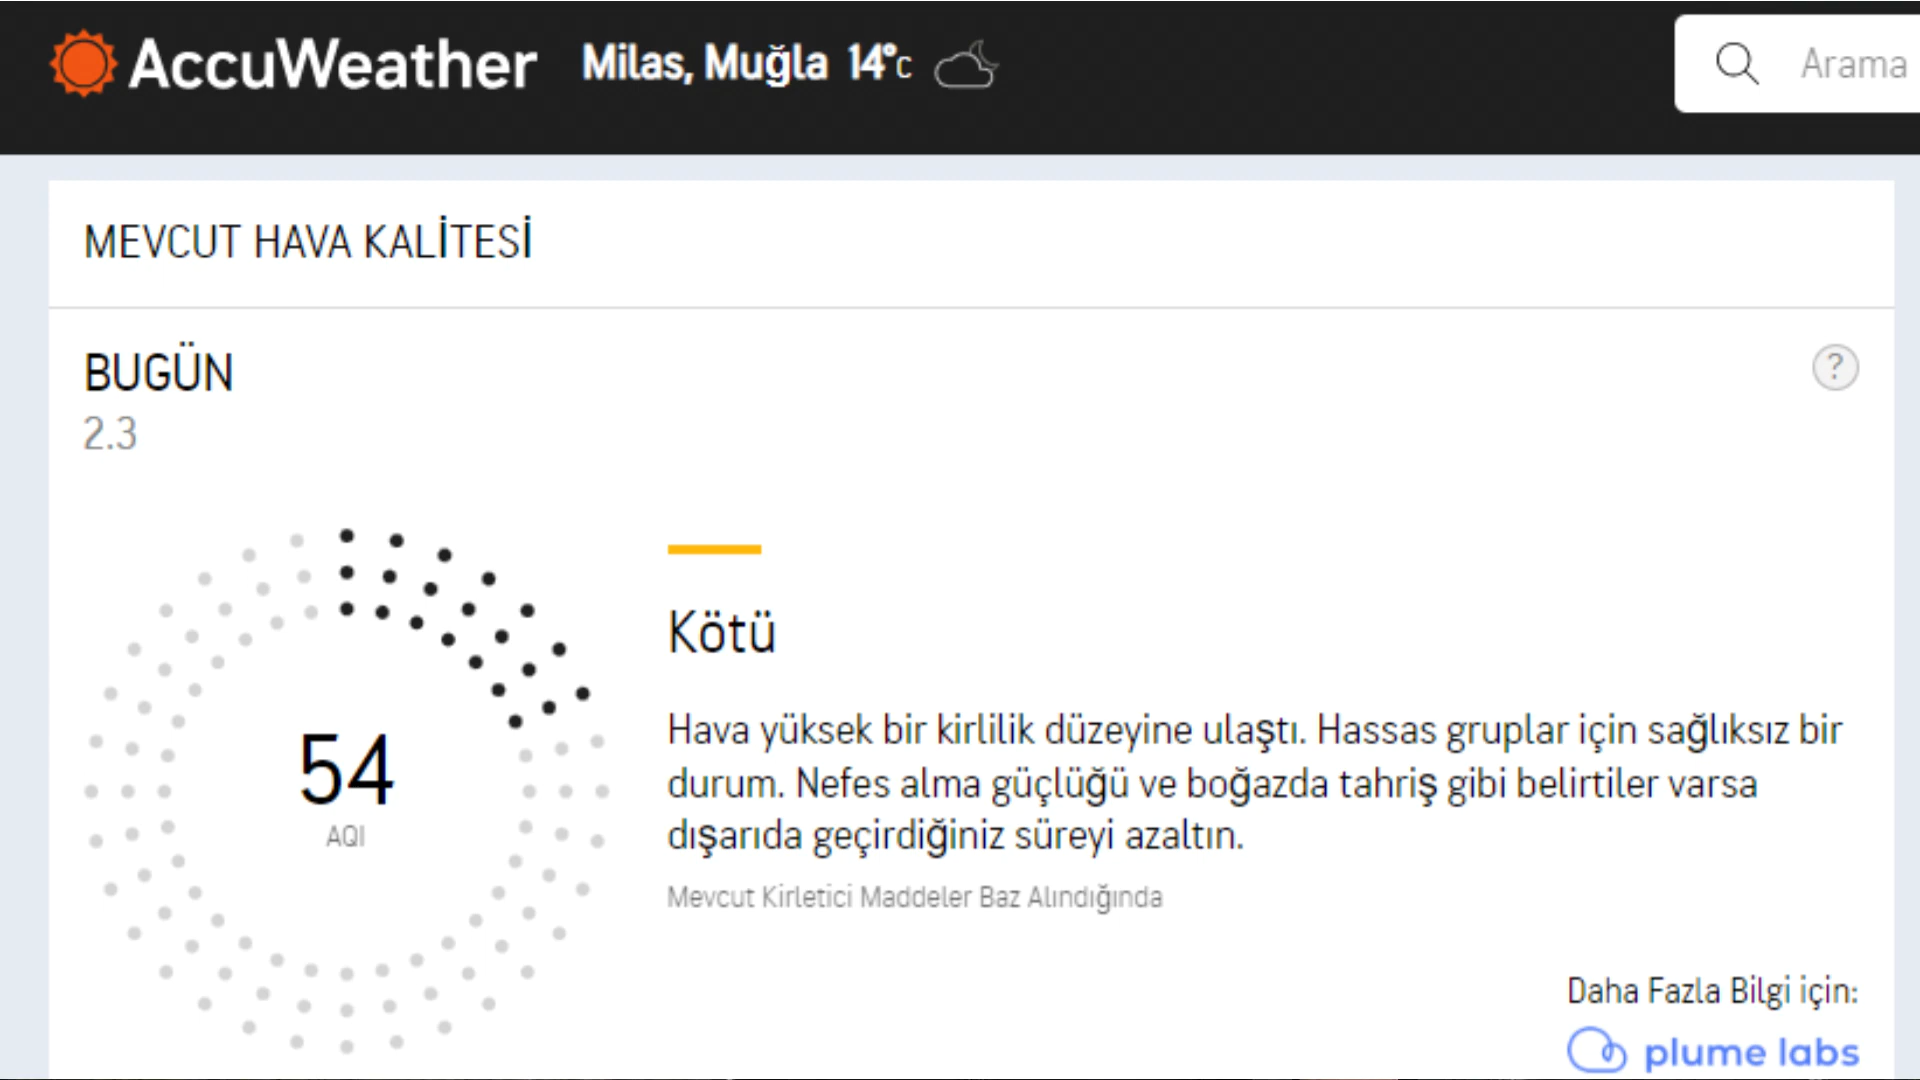 AccuWeather Milas, Muğla 14°C Arama
MEVCUT HAVA KALİTESİ
BUGÜN
?
2.3
Kötü
Hava yüksek bir kirlilik düzeyine ulaştı. Hassas gruplar için sağlıksız bir
durum. Nefes alma güçlüğü ve boğazda tahriş gibi belirtiler varsa
dışarıda geçirdiğiniz süreyi azaltın.
Mevcut Kirletici Maddeler Baz Alındığında
54
AQI
Daha Fazla Bilgi için:
plume labs